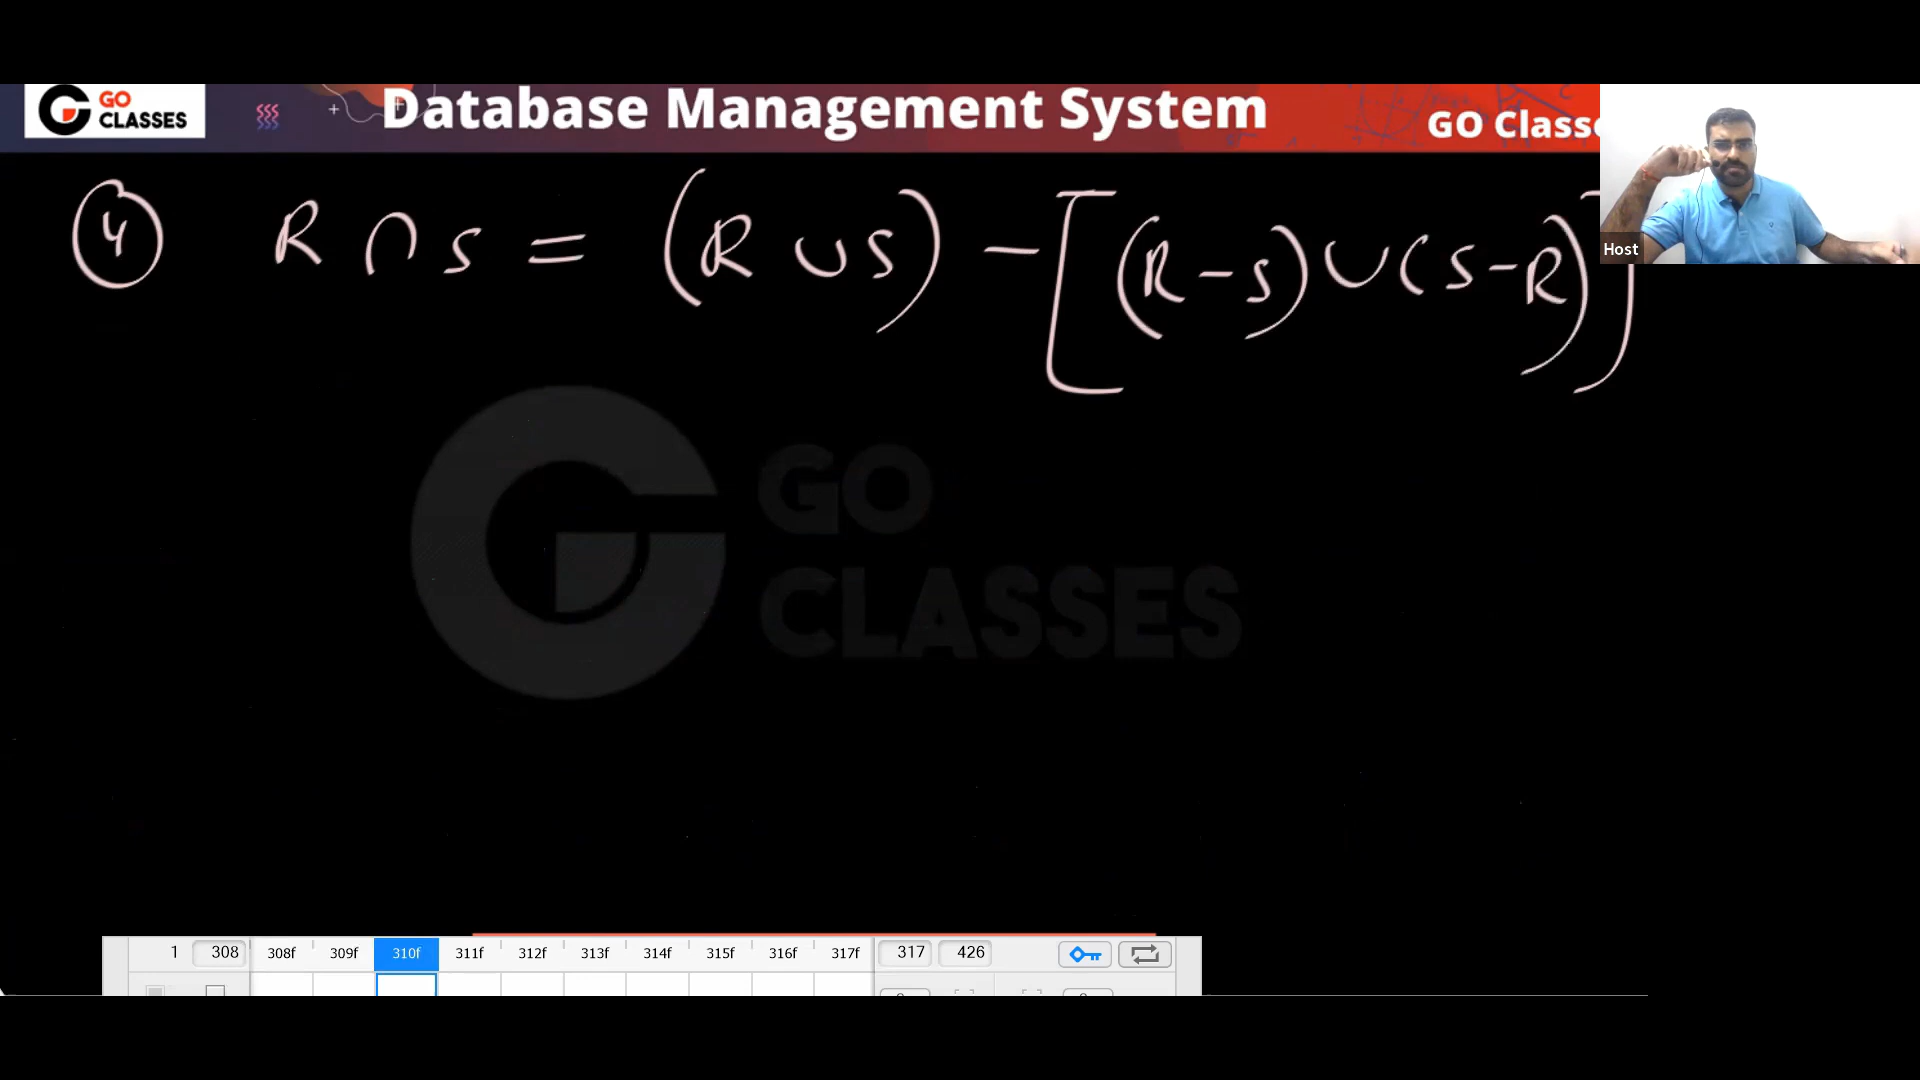 GO
CLASSES
Database Management System
GO Classe
Host
④ R ∩ S = (R ∪ S) - [(R - S) ∪ (S - R)]
GO
CLASSES
1 308 308f 309f 310f 311f 312f 313f 314f 315f 316f 317f 317 426